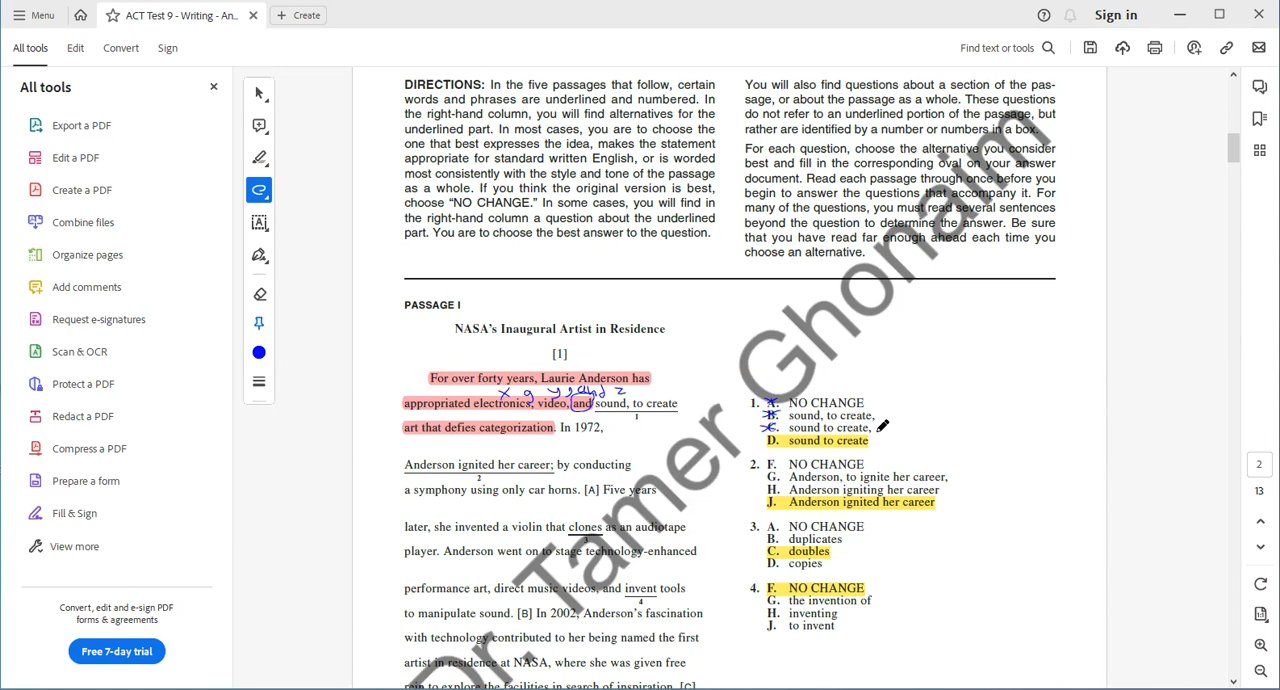 Menu
ACT Test 9 - Writing - An...
Create
Sign in
All tools
Edit
Convert
Sign
Find text or tools
All tools
Export a PDF
Edit a PDF
Create a PDF
Combine files
Organize pages
Add comments
Request e-signatures
Scan & OCR
Protect a PDF
Redact a PDF
Compress a PDF
Prepare a form
Fill & Sign
View more
Convert, edit and e-sign PDF
forms & agreements
Free 7-day trial
DIRECTIONS: In the five passages that follow, certain
words and phrases are underlined and numbered. In
the right-hand column, you will find alternatives for the
underlined part. In most cases, you are to choose the
one that best expresses the idea, makes the statement
appropriate for standard written English, or is worded
most consistently with the style and tone of the passage
as a whole. If you think the original version is best,
choose “NO CHANGE.” In some cases, you will find in
the right-hand column a question about the underlined
part. You are to choose the best answer to the question.
You will also find questions about a section of the pas-
sage, or about the passage as a whole. These questions
do not refer to an underlined portion of the passage, but
rather are identified by a number or numbers in a box.
For each question, choose the alternative you consider
best and fill in the corresponding oval on your answer
document. Read each passage through once before you
begin to answer the questions that accompany it. For
many of the questions, you must read several sentences
beyond the question to determine the answer. Be sure
that you have read far enough ahead each time you
choose an alternative.
PASSAGE I
NASA’s Inaugural Artist in Residence
[1]
For over forty years, Laurie Anderson has
x y, and z
appropriated electronics, video, and sound, to create
1
art that defies categorization. In 1972,
Anderson ignited her career; by conducting
2
a symphony using only car horns. [A] Five years
later, she invented a violin that clones as an audiotape
3
player. Anderson went on to stage technology-enhanced
performance art, direct music videos, and invent tools
4
to manipulate sound. [B] In 2002, Anderson’s fascination
with technology contributed to her being named the first
artist in residence at NASA, where she was given free
rein to explore the facilities in search of inspiration. [C]
1. A. NO CHANGE
B. sound, to create,
C. sound to create,
D. sound to create
2. F. NO CHANGE
G. Anderson, to ignite her career,
H. Anderson igniting her career
J. Anderson ignited her career
3. A. NO CHANGE
B. duplicates
C. doubles
D. copies
4. F. NO CHANGE
G. the invention of
H. inventing
J. to invent
Dr. Tamer Ghonaim
2
13